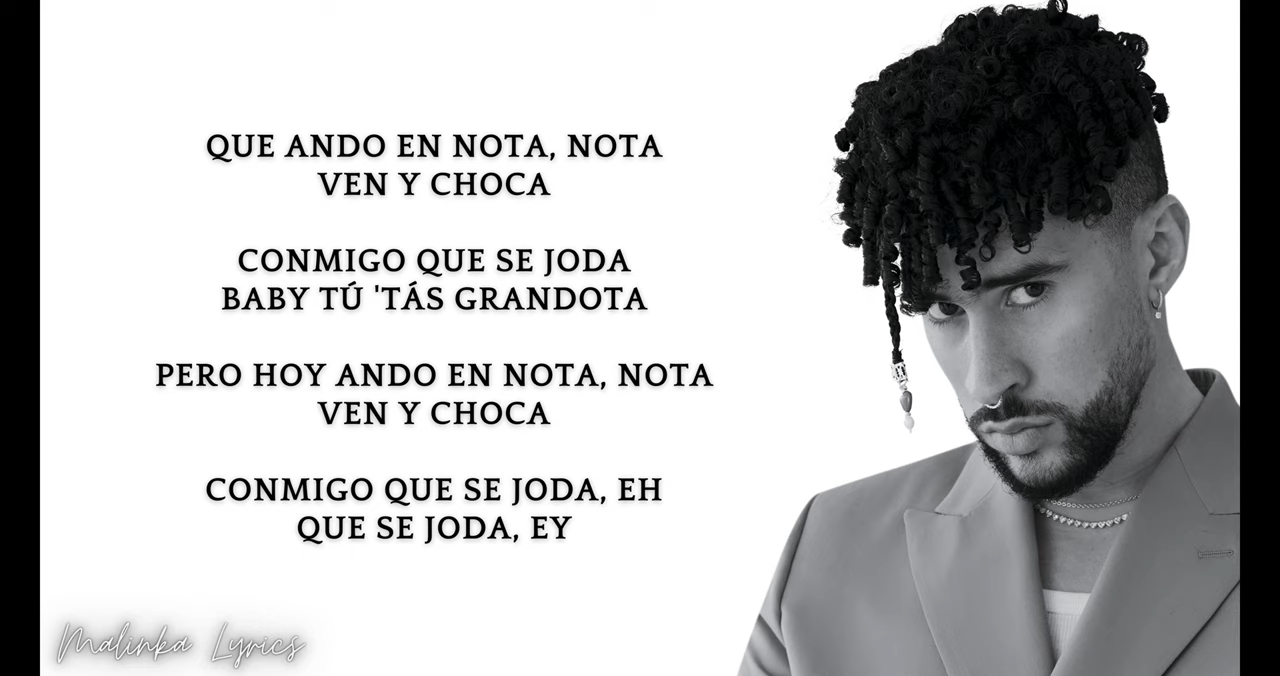 QUE ANDO EN NOTA, NOTA
VEN Y CHOCA
CONMIGO QUE SE JODA
BABY TÚ 'TÁS GRANDOTA
PERO HOY ANDO EN NOTA, NOTA
VEN Y CHOCA
CONMIGO QUE SE JODA, EH
QUE SE JODA, EY
Malinka Lyrics